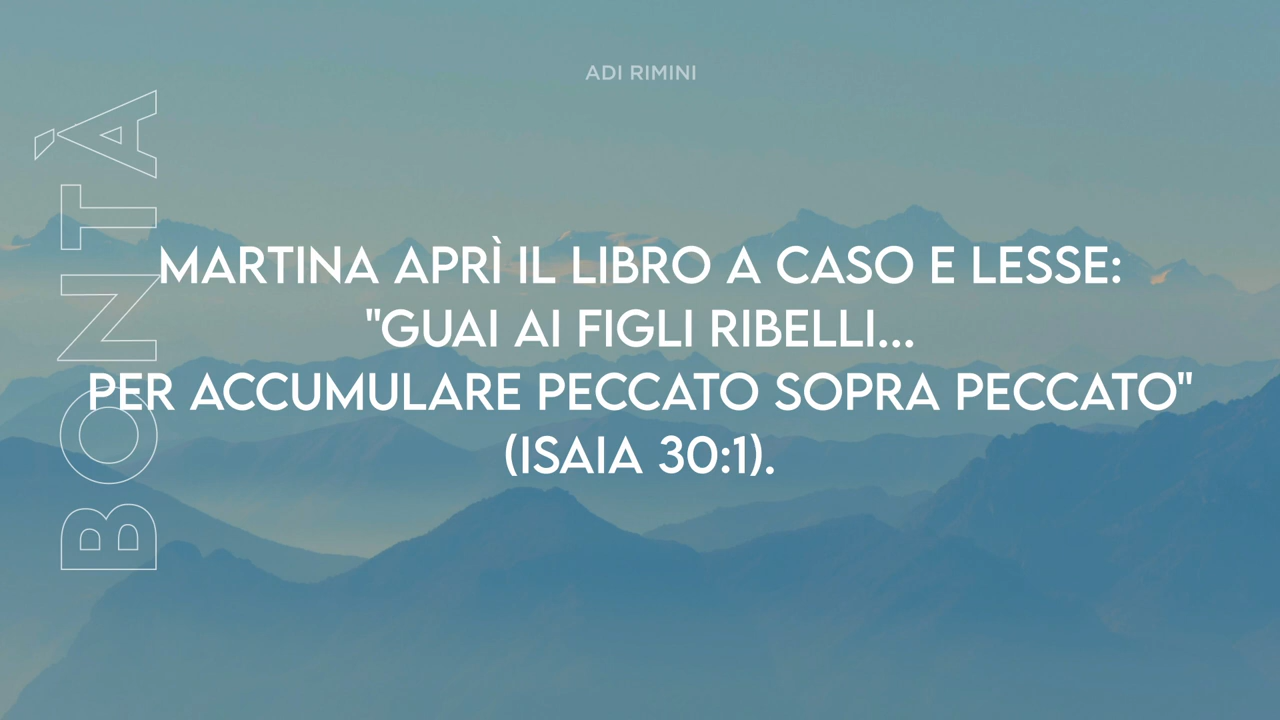 ADI RIMINI
BONTÀ
MARTINA APRÌ IL LIBRO A CASO E LESSE:
"GUAI AI FIGLI RIBELLI...
PER ACCUMULARE PECCATO SOPRA PECCATO"
(ISAIA 30:1).